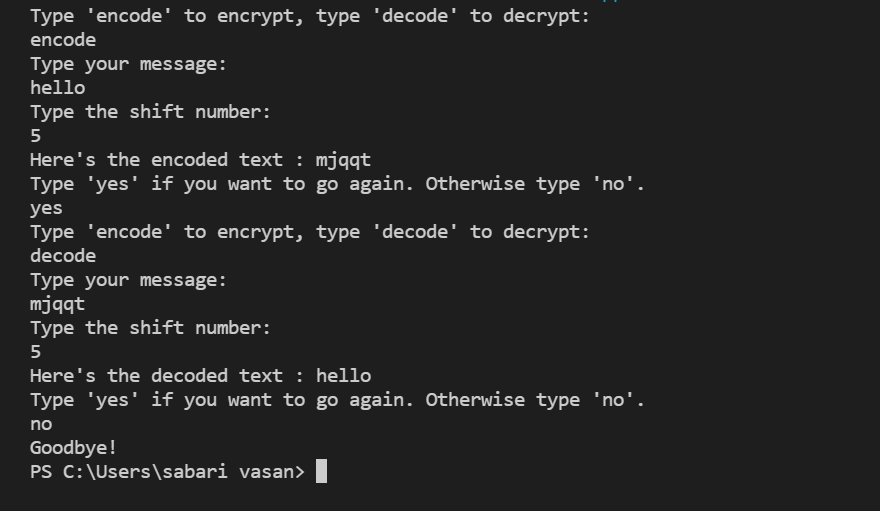 Type 'encode' to encrypt, type 'decode' to decrypt:
encode
Type your message:
hello
Type the shift number:
5
Here's the encoded text : mjqqt
Type 'yes' if you want to go again. Otherwise type 'no'.
yes
Type 'encode' to encrypt, type 'decode' to decrypt:
decode
Type your message:
mjqqt
Type the shift number:
5
Here's the decoded text : hello
Type 'yes' if you want to go again. Otherwise type 'no'.
no
Goodbye!
PS C:\Users\sabari vasan>